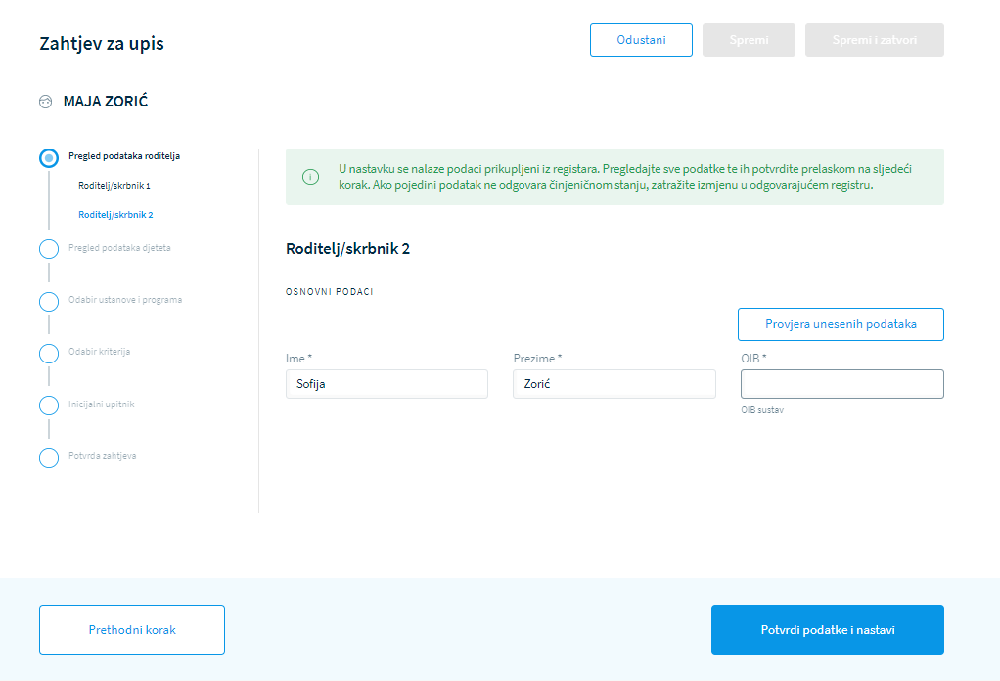 Zahtjev za upis
Odustani
Spremi
Spremi i zatvori
MAJA ZORIĆ
Pregled podataka roditelja
Roditelj/skrbnik 1
Roditelj/skrbnik 2
Pregled podataka djeteta
Odabir ustanove i programa
Odabir kriterija
Inicijalni upitnik
Potvrda zahtjeva
U nastavku se nalaze podaci prikupljeni iz registara. Pregledajte sve podatke te ih potvrdite prelaskom na sljedeći
korak. Ako pojedini podatak ne odgovara činjeničnom stanju, zatražite izmjenu u odgovarajućem registru.
Roditelj/skrbnik 2
OSNOVNI PODACI
Provjera unesenih podataka
Ime *
Prezime *
OIB *
Sofija
Zorić
OIB sustav
Prethodni korak
Potvrdi podatke i nastavi